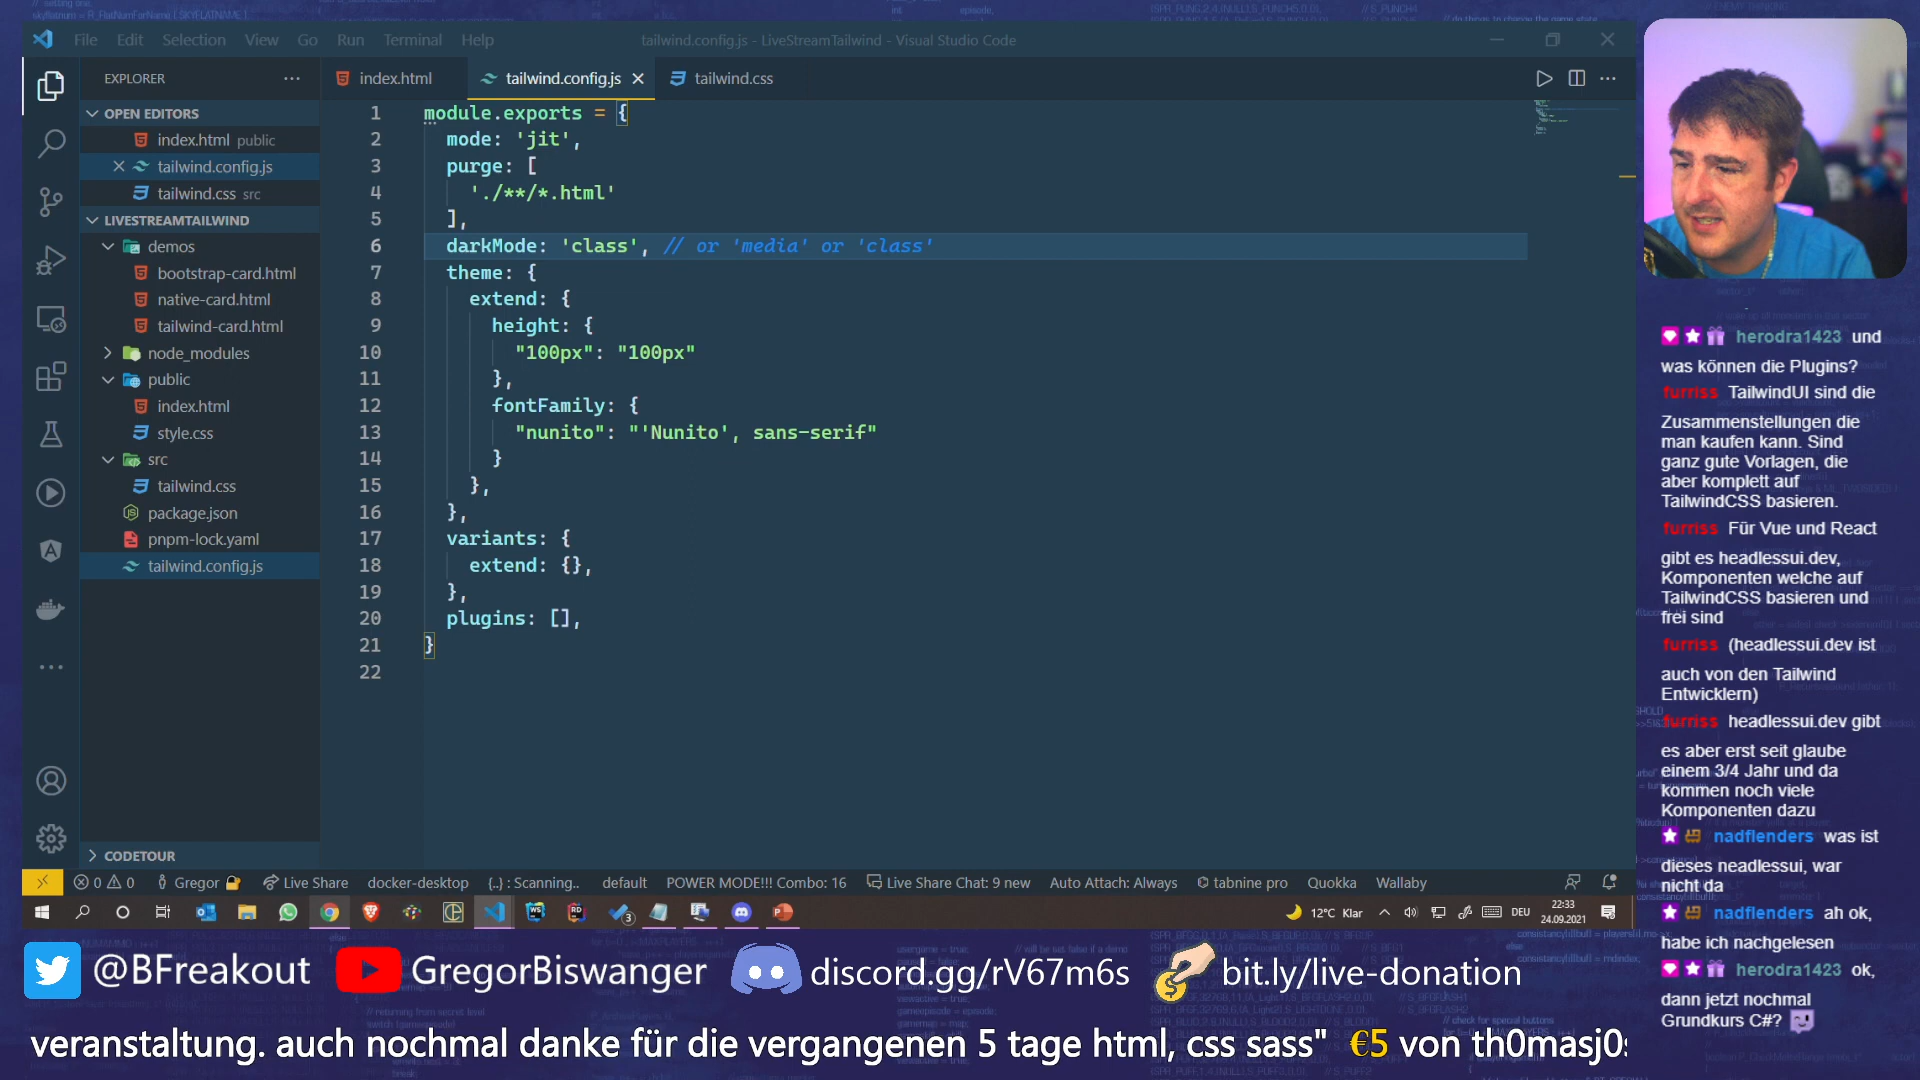 File Edit Selection View Go Run Terminal Help
tailwind.config.js - LiveStreamTailwind - Visual Studio Code
EXPLORER
index.html
tailwind.config.js
tailwind.css
OPEN EDITORS
index.html public
tailwind.config.js
tailwind.css src
LIVESTREAMTAILWIND
demos
bootstrap-card.html
native-card.html
tailwind-card.html
node_modules
public
index.html
style.css
src
tailwind.css
package.json
pnpm-lock.yaml
tailwind.config.js
CODETOUR
1 module.exports = {
2 mode: 'jit',
3 purge: [
4 './**/*.html'
5 ],
6 darkMode: 'class', // or 'media' or 'class'
7 theme: {
8 extend: {
9 height: {
10 "100px": "100px"
11 },
12 fontFamily: {
13 "nunito": "'Nunito', sans-serif"
14 }
15 },
16 },
17 variants: {
18 extend: {},
19 },
20 plugins: [],
21 }
22
herodra1423 und
was können die Plugins?
furriss TailwindUI sind die
Zusammenstellungen die
man kaufen kann. Sind
ganz gute Vorlagen, die
aber komplett auf
TailwindCSS basieren.
furriss Für Vue und React
gibt es headlessui.dev,
Komponenten welche auf
TailwindCSS basieren und
frei sind
furriss (headlessui.dev ist
auch von den Tailwind
Entwicklern)
furriss headlessui.dev gibt
es aber erst seit glaube
einem 3/4 Jahr und da
kommen noch viele
Komponenten dazu
nadflenders was ist
dieses neadlessui, war
nicht da
nadflenders ah ok,
habe ich nachgelesen
herodra1423 ok,
dann jetzt nochmal
Grundkurs C#?
0 0 Gregor Live Share docker-desktop {..} : Scanning.. default POWER MODE!!! Combo: 16 Live Share Chat: 9 new Auto Attach: Always tabnine pro Quokka Wallaby
3 12°C Klar DEU 22:33
24.09.2021
@BFreakout GregorBiswanger discord.gg/rV67m6s bit.ly/live-donation
veranstaltung. auch nochmal danke für die vergangenen 5 tage html, css sass" €5 von th0masj0